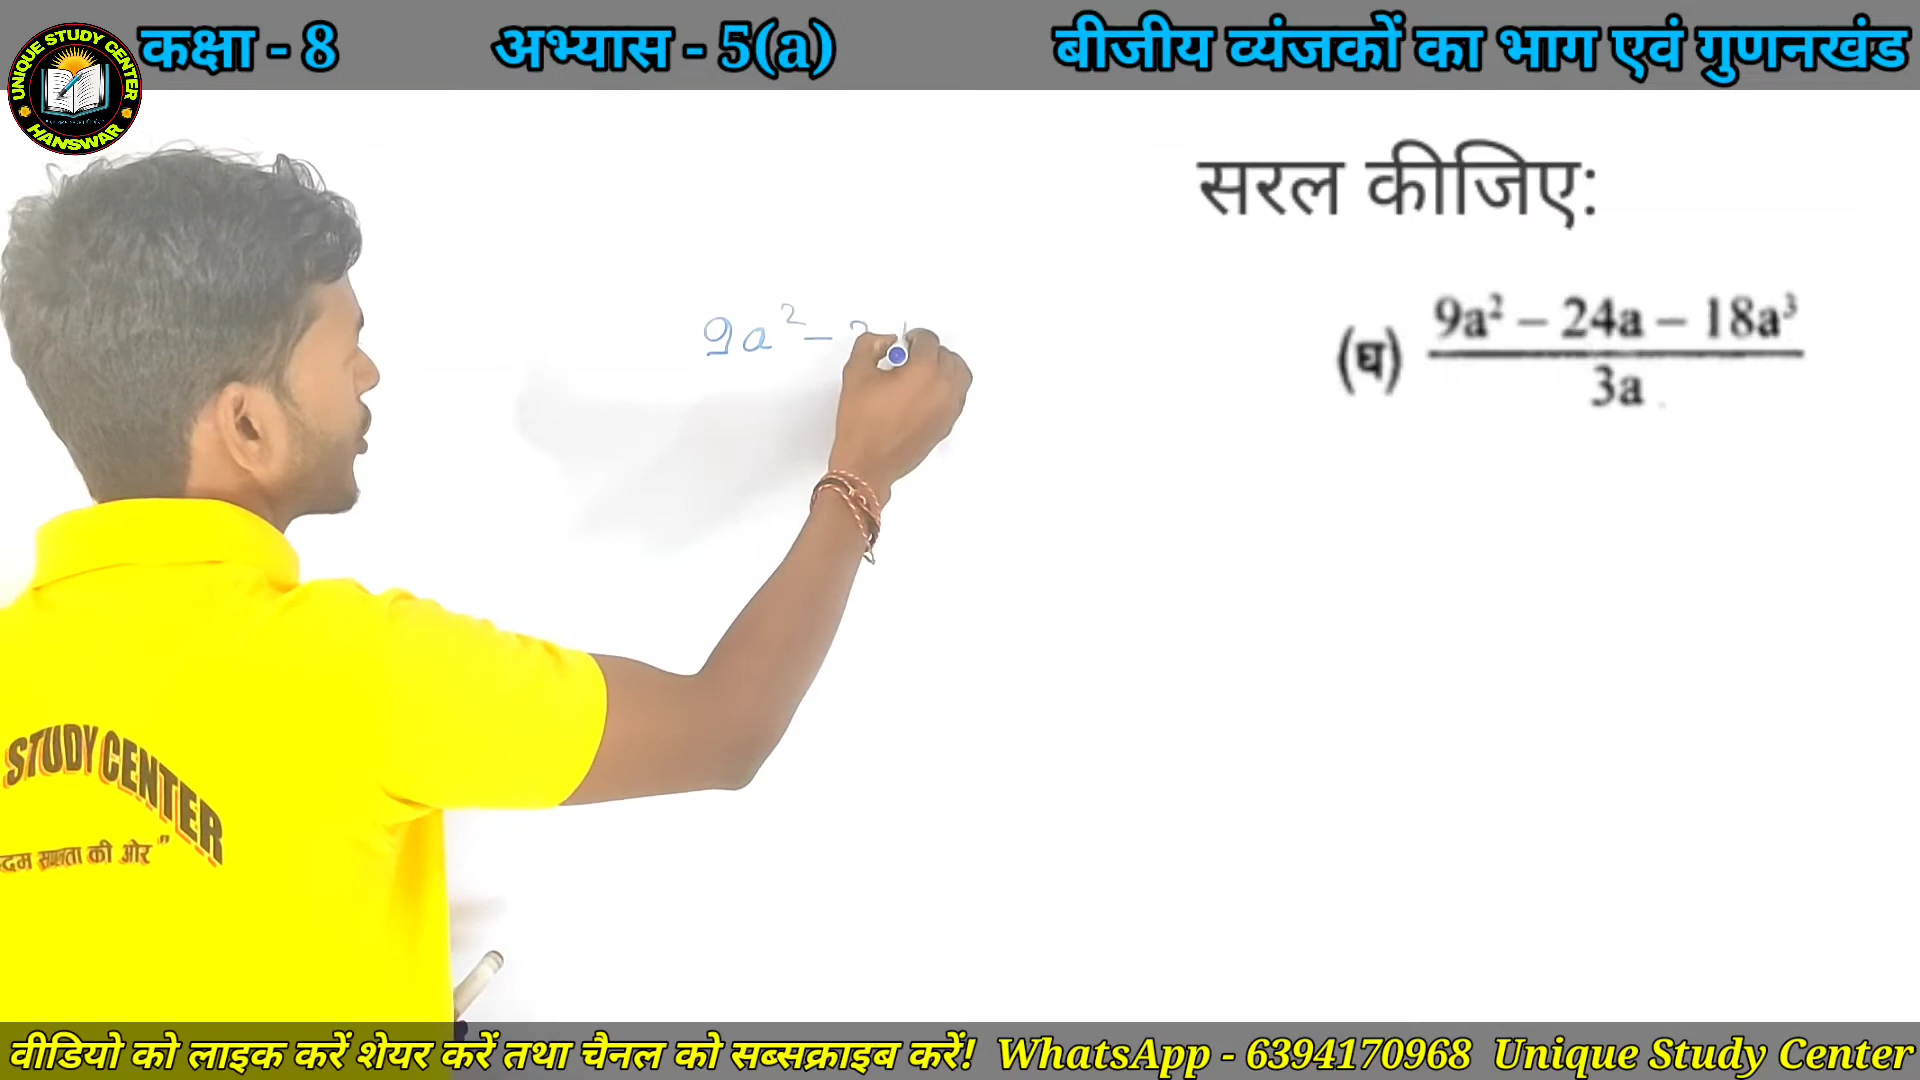 कक्षा - 8 अभ्यास - 5(a) बीजीय व्यंजकों का भाग एवं गुणनखंड
UNIQUE STUDY CENTER
HANSWAR
सरल कीजिए:
(घ) (9a² – 24a – 18a³)/3a
9a² – 2
STUDY CENTER
की ओर”
वीडियो को लाइक करें शेयर करें तथा चैनल को सब्सक्राइब करें! WhatsApp - 6394170968 Unique Study Center